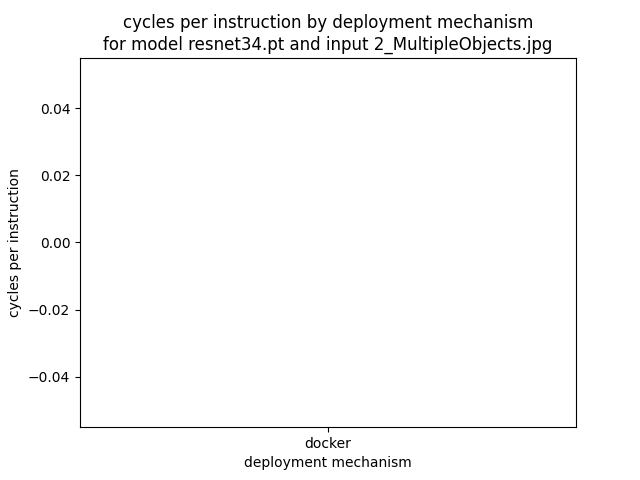 cycles per instruction by deployment mechanism
for model resnet34.pt and input 2_MultipleObjects.jpg
cycles per instruction
0.04
0.02
0.00
−0.02
−0.04
docker
deployment mechanism